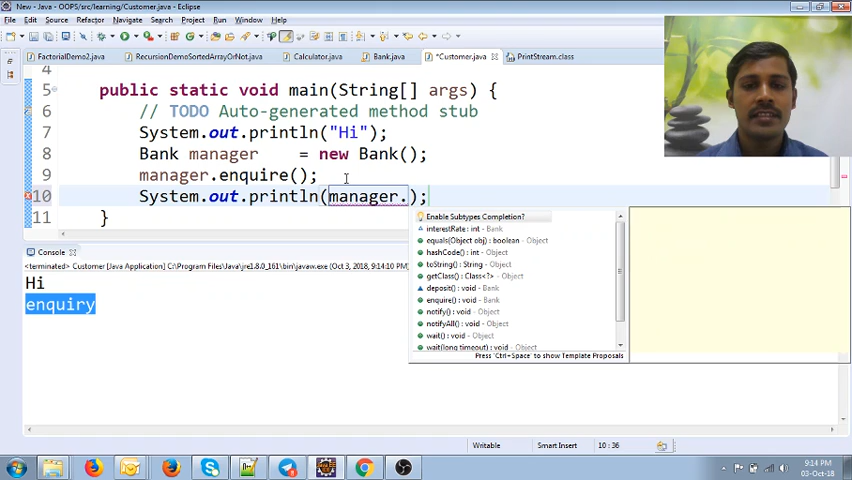 New - Java - OOPS/src/learning/Customer.java - Eclipse
File Edit Source Refactor Navigate Search Project Run Window Help
FactorialDemo2.java RecursionDemoSortedArrayOrNot.java Calculator.java Bank.java *Customer.java PrintStream.class
4
5 public static void main(String[] args) {
6 // TODO Auto-generated method stub
7 System.out.println("Hi");
8 Bank manager = new Bank();
9 manager.enquire();
10 System.out.println(manager.);
11 }
Enable Subtypes Completion?
interestRate : int - Bank
equals(Object obj) : boolean - Object
hashCode() : int - Object
toString() : String - Object
getClass() : Class<?> - Object
deposit() : void - Bank
enquire() : void - Bank
notify() : void - Object
notifyAll() : void - Object
wait() : void - Object
wait(long timeout) : void - Object
Press 'Ctrl+Space' to show Template Proposals
Console
<terminated> Customer [Java Application] C:\Program Files\Java\jre1.8.0_161\bin\javaw.exe (Oct 3, 2018, 9:14:10 PM)
Hi
enquiry
Writable Smart Insert 10 : 36
9:14 PM
03-Oct-18